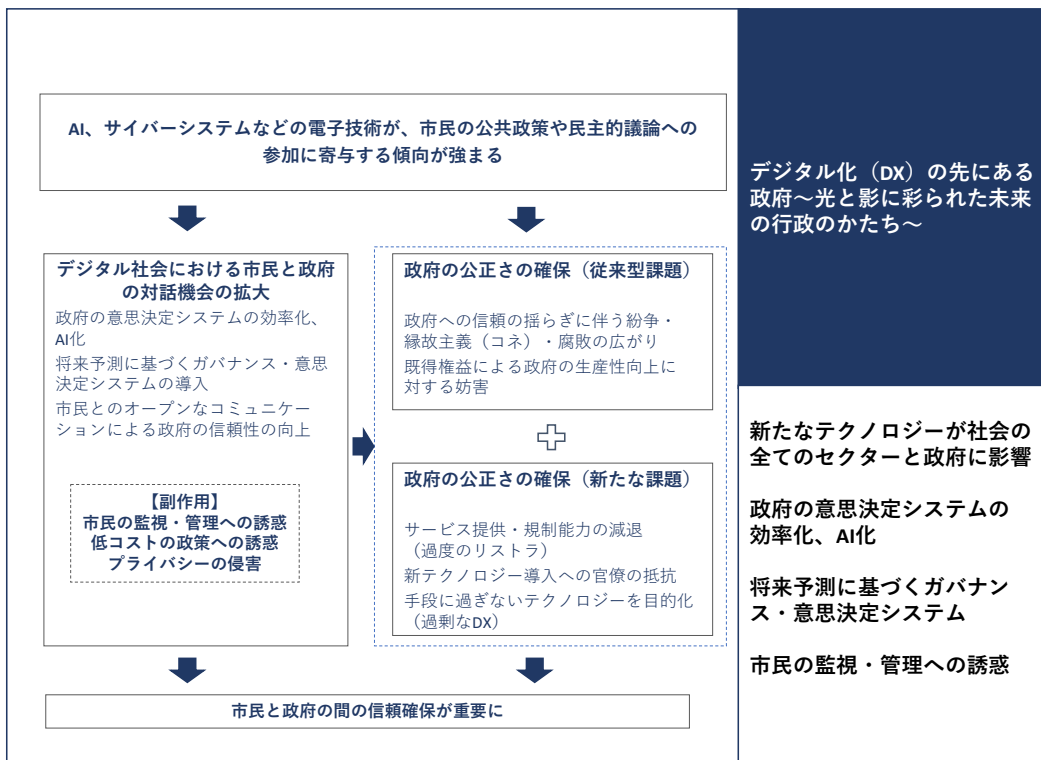 AI、サイバーシステムなどの電子技術が、市民の公共政策や民主的議論への
参加に寄与する傾向が強まる
デジタル社会における市民と政府
の対話機会の拡大
政府の意思決定システムの効率化、
AI化
将来予測に基づくガバナンス・意思
決定システムの導入
市民とのオープンなコミュニケー
ションによる政府の信頼性の向上
【副作用】
市民の監視・管理への誘惑
低コストの政策への誘惑
プライバシーの侵害
政府の公正さの確保（従来型課題）
政府への信頼の揺らぎに伴う紛争・
縁故主義（コネ）・腐敗の広がり
既得権益による政府の生産性向上に
対する妨害
政府の公正さの確保（新たな課題）
サービス提供・規制能力の減退
（過度のリストラ）
新テクノロジー導入への官僚の抵抗
手段に過ぎないテクノロジーを目的化
（過剰なDX）
市民と政府の間の信頼確保が重要に
デジタル化（DX）の先にある
政府～光と影に彩られた未来
の行政のかたち～
新たなテクノロジーが社会の
全てのセクターと政府に影響
政府の意思決定システムの
効率化、AI化
将来予測に基づくガバナン
ス・意思決定システム
市民の監視・管理への誘惑